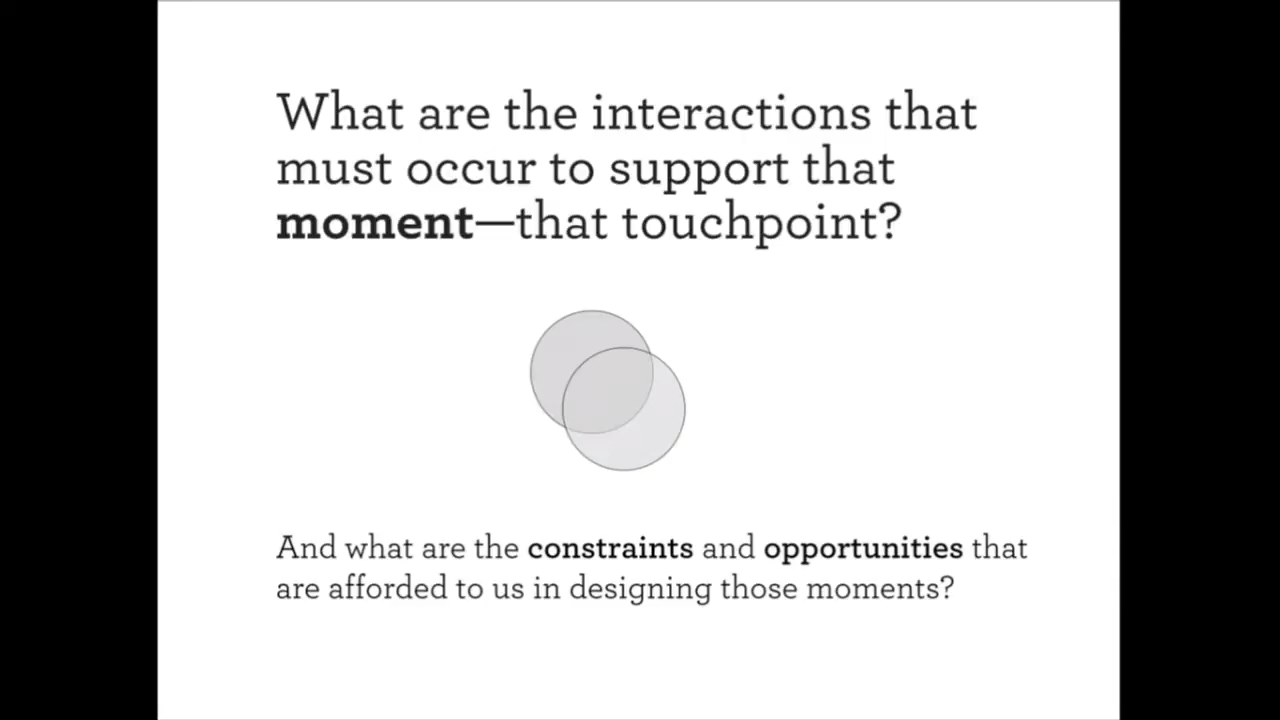 What are the interactions that
must occur to support that
moment—that touchpoint?
And what are the constraints and opportunities that
are afforded to us in designing those moments?